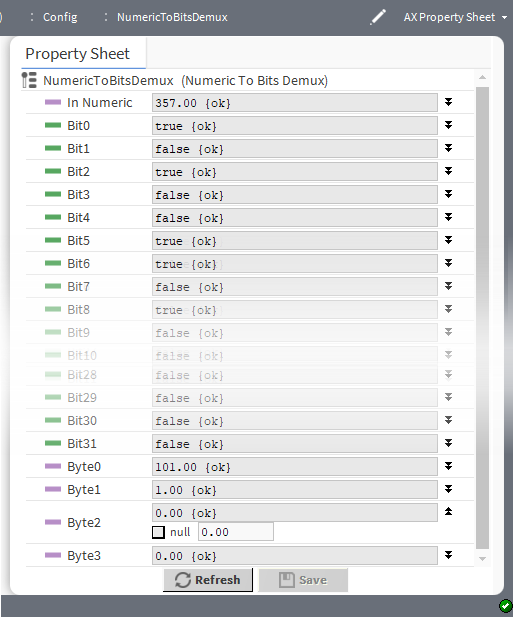 ) : Config : NumericToBitsDemux AX Property Sheet
Property Sheet
NumericToBitsDemux (Numeric To Bits Demux)
In Numeric 357.00 {ok}
Bit0 true {ok}
Bit1 false {ok}
Bit2 true {ok}
Bit3 false {ok}
Bit4 false {ok}
Bit5 true {ok}
Bit6 true {ok}
Bit7 false {ok}
Bit8 true {ok}
Bit9 false {ok}
Bit10 false {ok}
Bit28 false {ok}
Bit29 false {ok}
Bit30 false {ok}
Bit31 false {ok}
Byte0 101.00 {ok}
Byte1 1.00 {ok}
Byte2 0.00 {ok}
null 0.00
Byte3 0.00 {ok}
Refresh Save